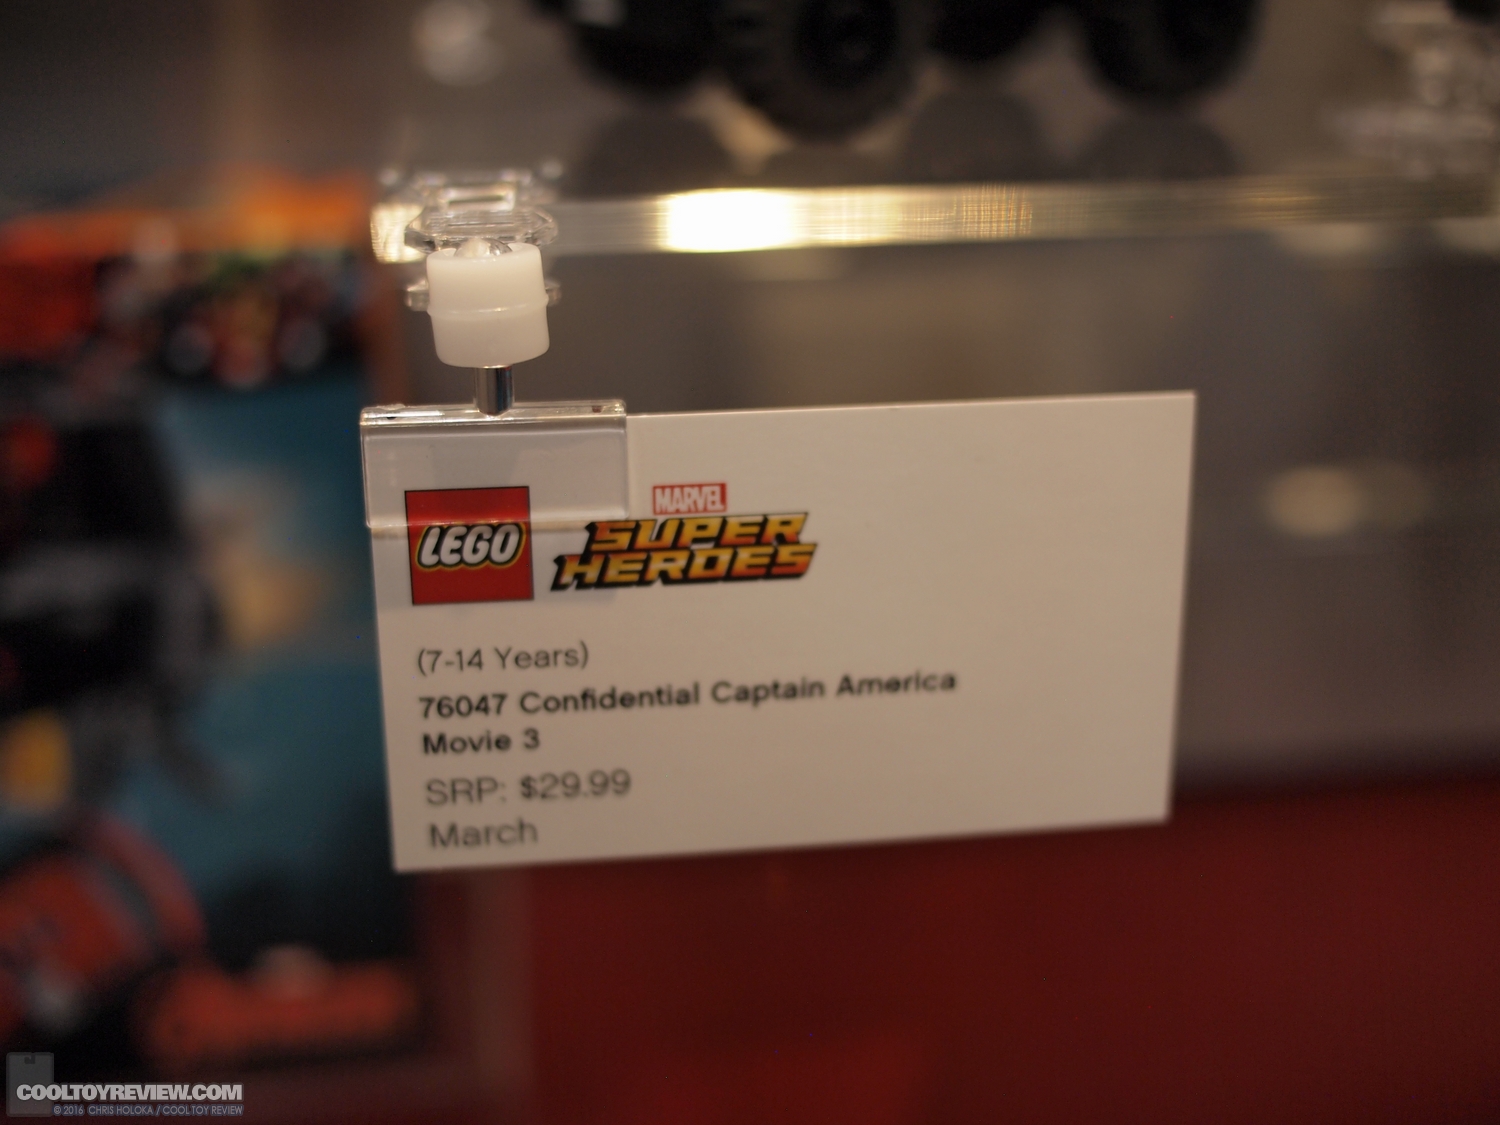 LEGO
MARVEL
SUPER
HEROES
(7-14 Years)
76047 Confidential Captain America
Movie 3
SRP: $29.99
March
COOLTOYREVIEW.COM
© 2016 CHRIS HOLOKA / COOL TOY REVIEW